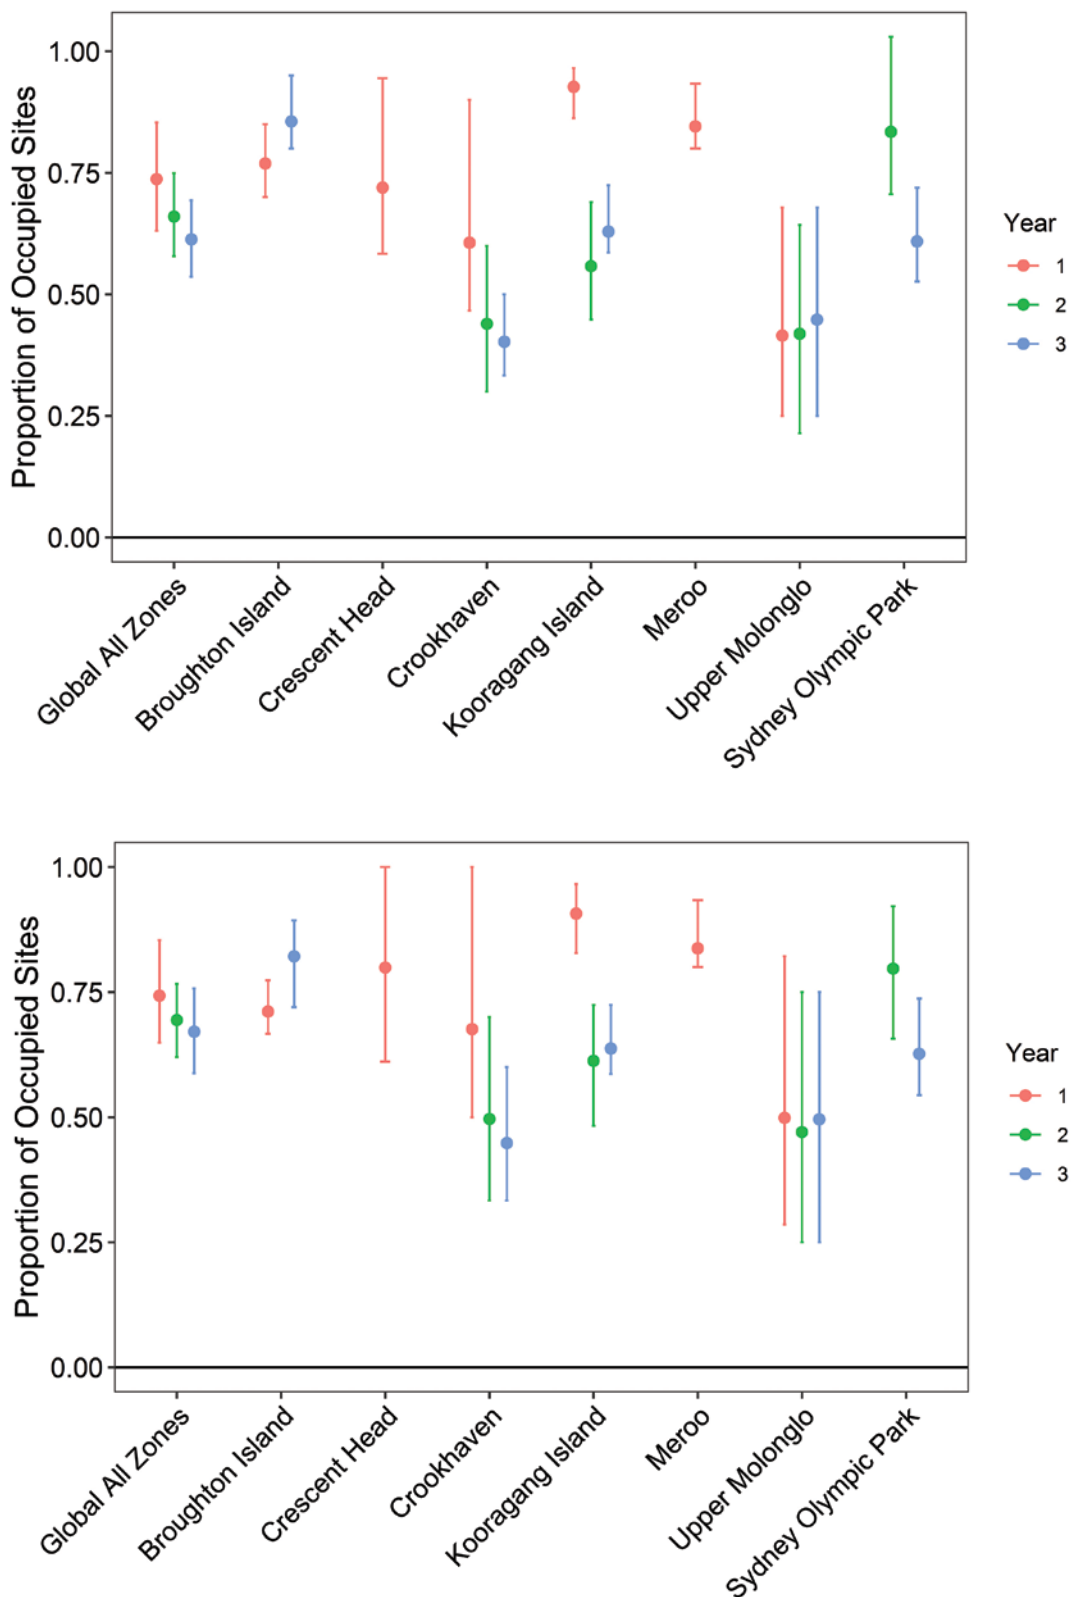 Proportion of Occupied Sites
1.00
0.75
0.50
0.25
0.00
Global All Zones
Broughton Island
Crescent Head
Crookhaven
Kooragang Island
Meroo
Upper Molonglo
Sydney Olympic Park
Year
1
2
3
Proportion of Occupied Sites
1.00
0.75
0.50
0.25
0.00
Global All Zones
Broughton Island
Crescent Head
Crookhaven
Kooragang Island
Meroo
Upper Molonglo
Sydney Olympic Park
Year
1
2
3